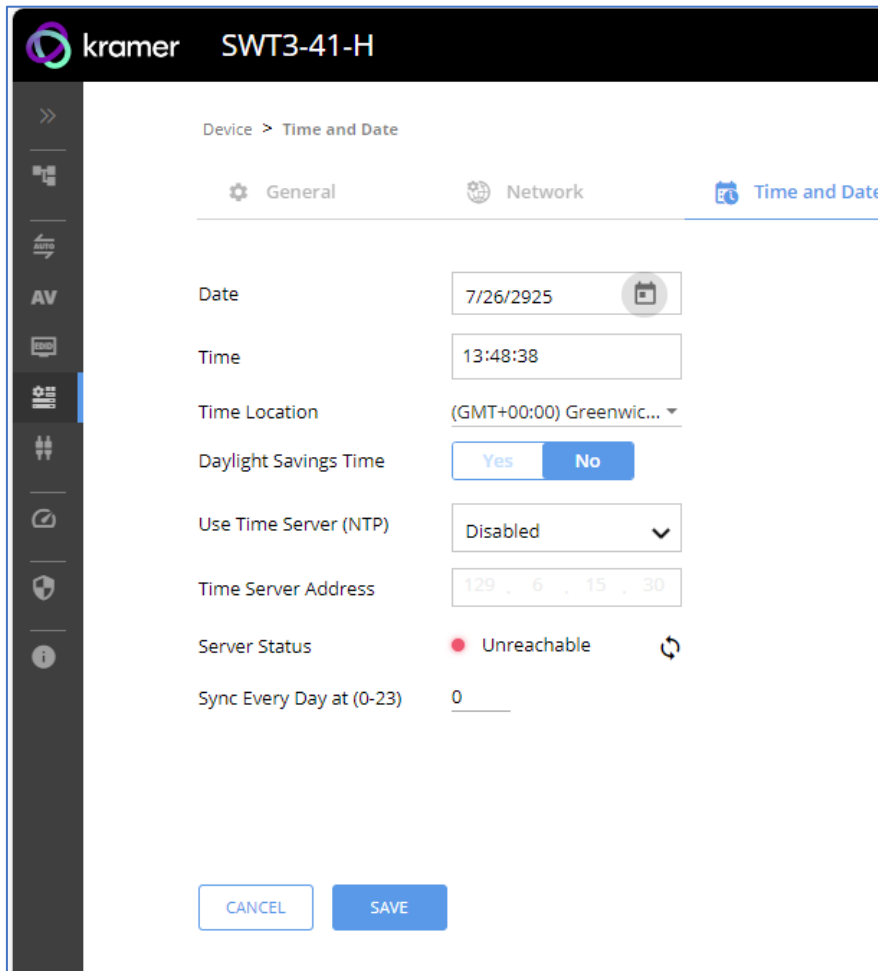 kramer SWT3-41-H
Device > Time and Date
General Network Time and Date
AUTO
AV
EDID
Date 7/26/2925
Time 13:48:38
Time Location (GMT+00:00) Greenwic...
Daylight Savings Time Yes No
Use Time Server (NTP) Disabled
Time Server Address 129 . 6 . 15 . 30
Server Status Unreachable
Sync Every Day at (0-23) 0
CANCEL SAVE